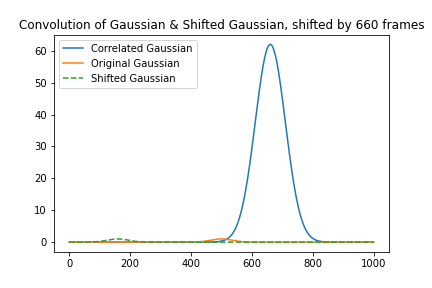 Convolution of Gaussian & Shifted Gaussian, shifted by 660 frames
Correlated Gaussian
Original Gaussian
Shifted Gaussian
60
50
40
30
20
10
0
0 200 400 600 800 1000